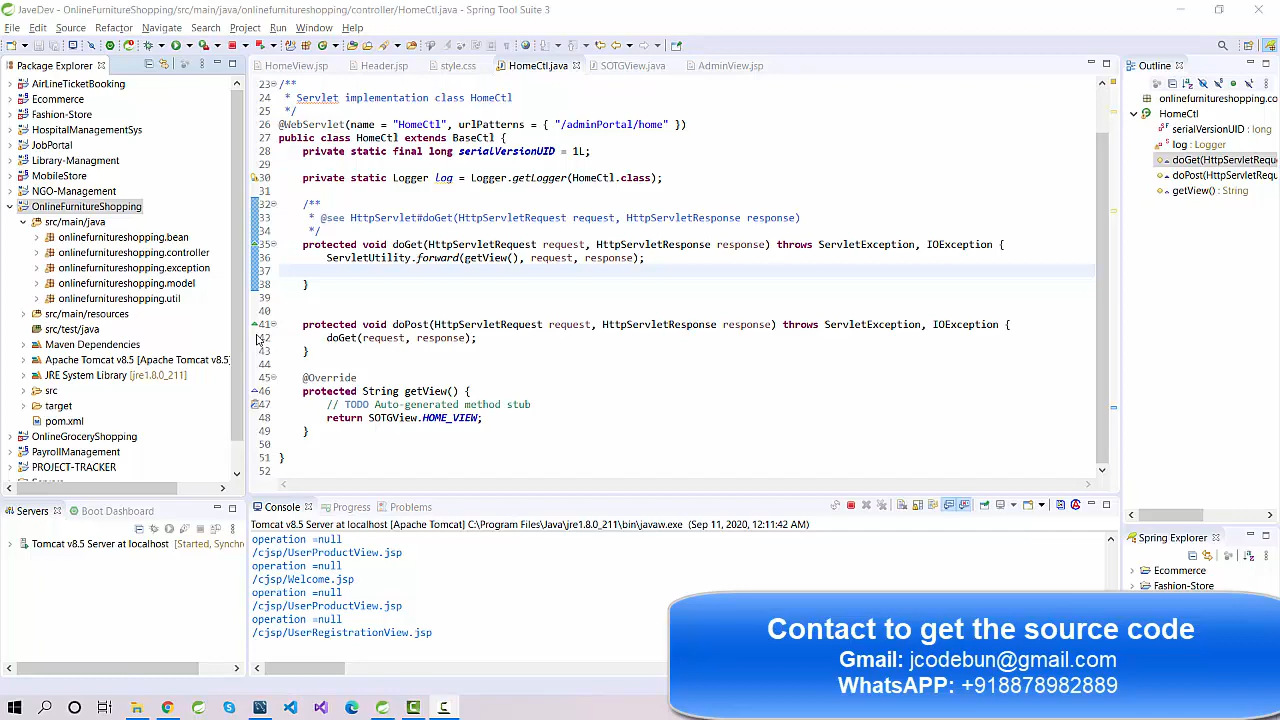 JaveDev - OnlineFurnitureShopping/src/main/java/onlinefurnitureshopping/controller/HomeCtl.java - Spring Tool Suite 3
File Edit Source Refactor Navigate Search Project Run Window Help
Package Explorer
AirLineTicketBooking
Ecommerce
Fashion-Store
HospitalManagementSys
JobPortal
Library-Managment
MobileStore
NGO-Management
OnlineFurnitureShopping
src/main/java
onlinefurnitureshopping.bean
onlinefurnitureshopping.controller
onlinefurnitureshopping.exception
onlinefurnitureshopping.model
onlinefurnitureshopping.util
src/main/resources
src/test/java
Maven Dependencies
Apache Tomcat v8.5 [Apache Tomcat v8.5]
JRE System Library [jre1.8.0_211]
src
target
pom.xml
OnlineGroceryShopping
PayrollManagement
PROJECT-TRACKER
HomeView.jsp Header.jsp style.css HomeCtl.java SOTGView.java AdminView.jsp
23 /**
24 * Servlet implementation class HomeCtl
25 */
26 @WebServlet(name = "HomeCtl", urlPatterns = { "/adminPortal/home" })
27 public class HomeCtl extends BaseCtl {
28 private static final long serialVersionUID = 1L;
29
30 private static Logger log = Logger.getLogger(HomeCtl.class);
31
32 /**
33 * @see HttpServlet#doGet(HttpServletRequest request, HttpServletResponse response)
34 */
35 protected void doGet(HttpServletRequest request, HttpServletResponse response) throws ServletException, IOException {
36 ServletUtility.forward(getView(), request, response);
37
38 }
39
40
41 protected void doPost(HttpServletRequest request, HttpServletResponse response) throws ServletException, IOException {
42 doGet(request, response);
43 }
44
45 @Override
46 protected String getView() {
47 // TODO Auto-generated method stub
48 return SOTGView.HOME_VIEW;
49 }
50
51 }
52
Outline
onlinefurnitureshopping.co
HomeCtl
serialVersionUID : long
log : Logger
doGet(HttpServletRequ
doPost(HttpServletReq
getView() : String
Servers Boot Dashboard
Tomcat v8.5 Server at localhost [Started, Synchro
Console Progress Problems
Tomcat v8.5 Server at localhost [Apache Tomcat] C:\Program Files\Java\jre1.8.0_211\bin\javaw.exe (Sep 11, 2020, 12:11:42 AM)
operation =null
/cjsp/UserProductView.jsp
operation =null
/cjsp/Welcome.jsp
operation =null
/cjsp/UserProductView.jsp
operation =null
/cjsp/UserRegistrationView.jsp
Spring Explorer
Ecommerce
Fashion-Store
Contact to get the source code
Gmail: jcodebun@gmail.com
WhatsAPP: +918878982889